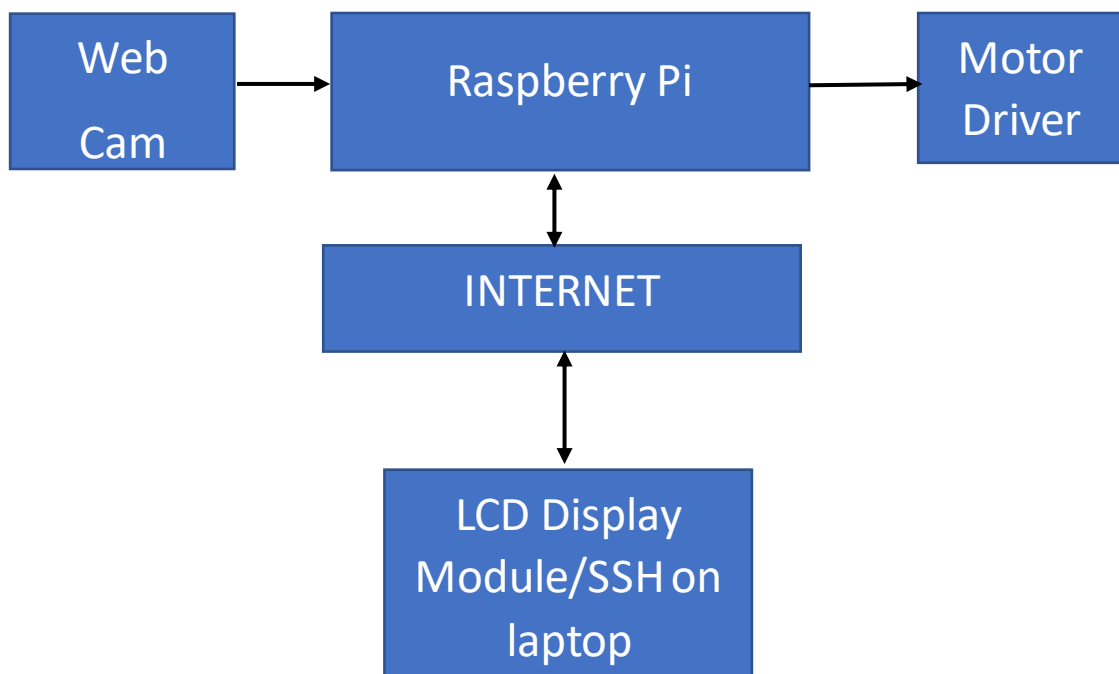 Web
Cam
Raspberry Pi
Motor
Driver
INTERNET
LCD Display
Module/SSH on
laptop